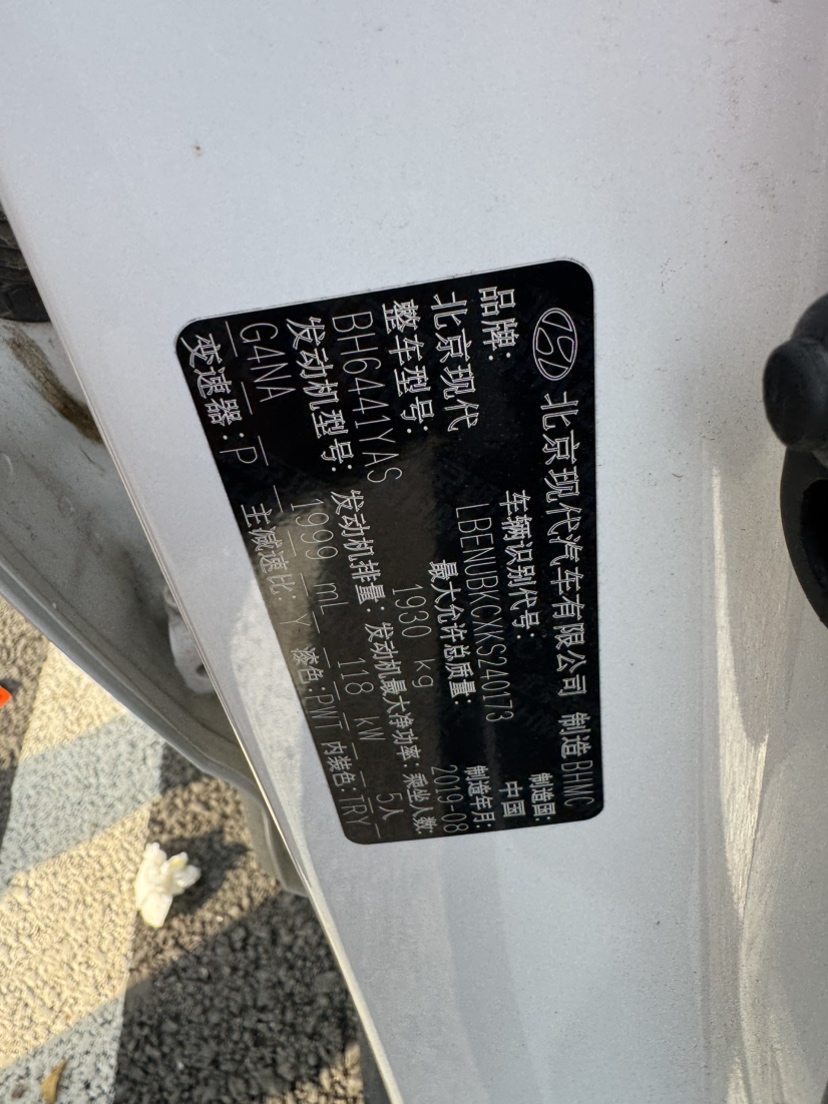 北京现代汽车有限公司 制造 BHMC
品牌: 车辆识别代号: 制造国:
北京现代 LBENUBKCXKS240173 中国
整车型号: 最大允许总质量: 制造年月:
BH6441YAS 1930 kg 2019-08
发动机型号: 发动机排量: 发动机最大净功率: 乘坐人数:
G4NA 1999 mL 118 kW 5人
变速器: P 主减速比: Y 漆色: PWT 内装色: TRY